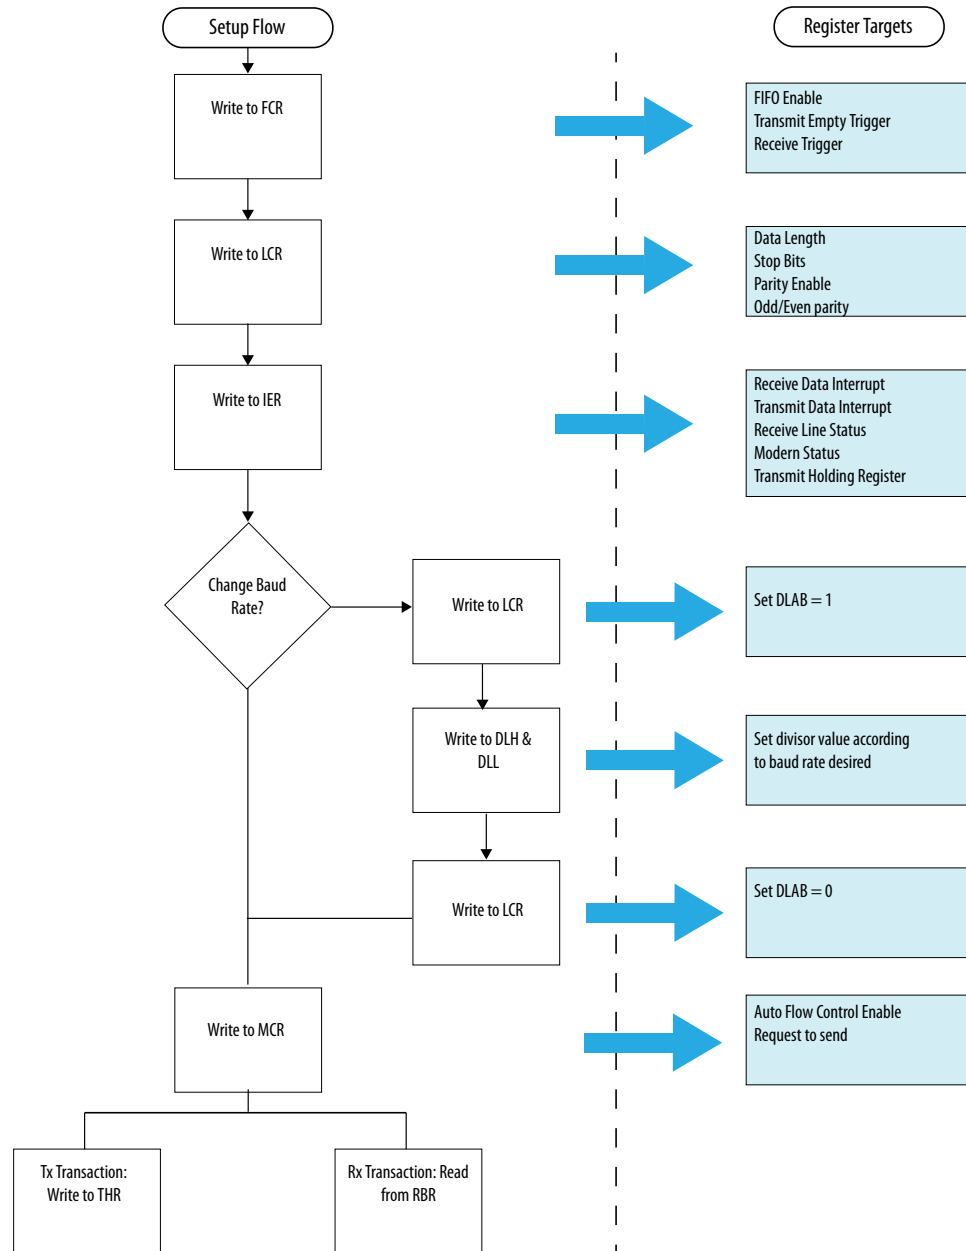 Setup Flow
Register Targets
Write to FCR
FIFO Enable
Transmit Empty Trigger
Receive Trigger
Write to LCR
Data Length
Stop Bits
Parity Enable
Odd/Even parity
Write to IER
Receive Data Interrupt
Transmit Data Interrupt
Receive Line Status
Modern Status
Transmit Holding Register
Change Baud
Rate?
Write to LCR
Set DLAB = 1
Write to DLH &
DLL
Set divisor value according
to baud rate desired
Write to LCR
Set DLAB = 0
Write to MCR
Auto Flow Control Enable
Request to send
Tx Transaction:
Write to THR
Rx Transaction: Read
from RBR